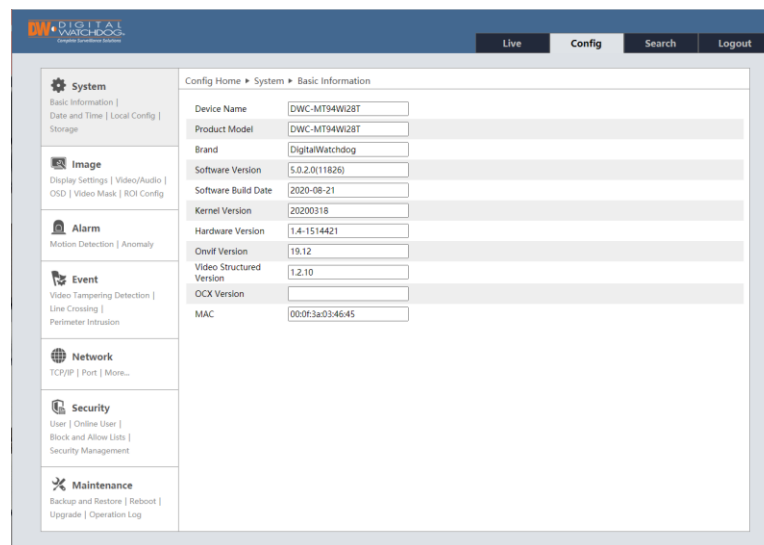 DW DIGITAL
WATCHDOG
Complete Surveillance Solutions
Live Config Search Logout
System
Basic Information |
Date and Time | Local Config |
Storage
Image
Display Settings | Video/Audio |
OSD | Video Mask | ROI Config
Alarm
Motion Detection | Anomaly
Event
Video Tampering Detection |
Line Crossing |
Perimeter Intrusion
Network
TCP/IP | Port | More...
Security
User | Online User |
Block and Allow Lists |
Security Management
Maintenance
Backup and Restore | Reboot |
Upgrade | Operation Log
Config Home ▸ System ▸ Basic Information
Device Name DWC-MT94Wi28T
Product Model DWC-MT94Wi28T
Brand DigitalWatchdog
Software Version 5.0.2.0(11826)
Software Build Date 2020-08-21
Kernel Version 20200318
Hardware Version 1.4-1514421
Onvif Version 19.12
Video Structured
Version 1.2.10
OCX Version
MAC 00:0f:3a:03:46:45